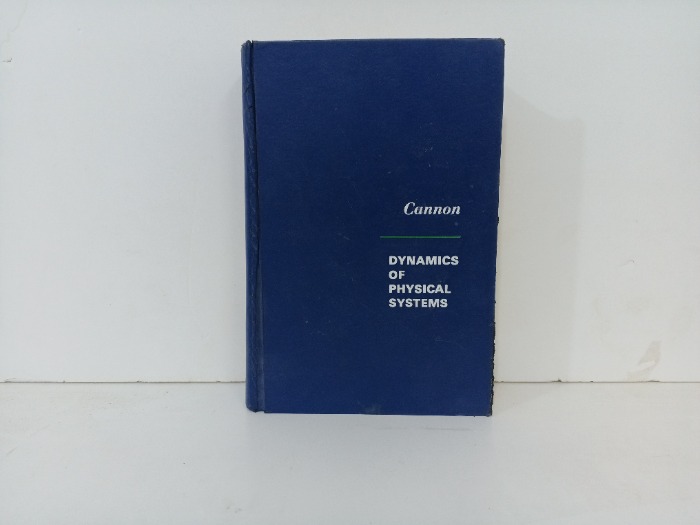 Cannon
DYNAMICS
OF
PHYSICAL
SYSTEMS